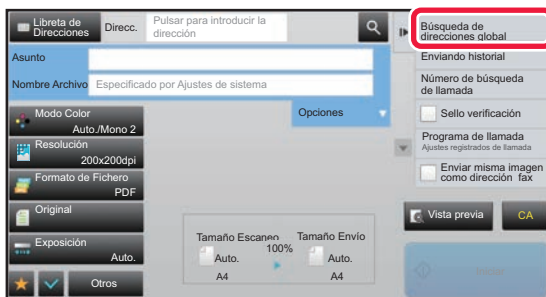 Libreta de
Direcciones
Direcc.
Pulsar para introducir la
dirección
Búsqueda de
direcciones global
Asunto
Enviando historial
Nombre Archivo
Especificado por Ajustes de sistema
Número de búsqueda
de llamada
Modo Color
Auto./Mono 2
Opciones
Sello verificación
Resolución
200x200dpi
Programa de llamada
Ajustes registrados de llamada
Formato de Fichero
PDF
Enviar misma imagen
como dirección fax
Original
Vista previa
CA
Exposición
Auto.
Tamaño Escaneo
100%
Tamaño Envío
Auto.
A4
Auto.
A4
Otros